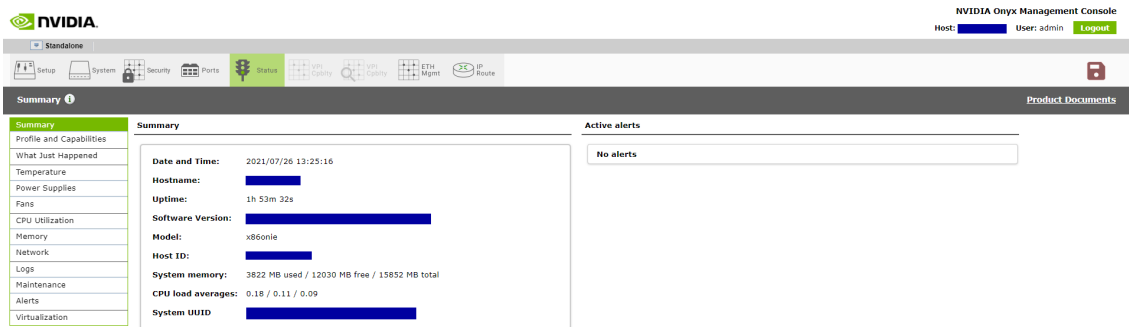 NVIDIA Onyx Management Console
NVIDIA.
Host: User: admin Logout
Standalone
Setup System Security Ports Status VPI Cpblty VPI Cpblty ETH Mgmt IP Route
Summary Product Documents
Summary
Profile and Capabilities
What Just Happened
Temperature
Power Supplies
Fans
CPU Utilization
Memory
Network
Logs
Maintenance
Alerts
Virtualization
Summary
Date and Time: 2021/07/26 13:25:16
Hostname:
Uptime: 1h 53m 32s
Software Version:
Model: x86onie
Host ID:
System memory: 3822 MB used / 12030 MB free / 15852 MB total
CPU load averages: 0.18 / 0.11 / 0.09
System UUID
Active alerts
No alerts